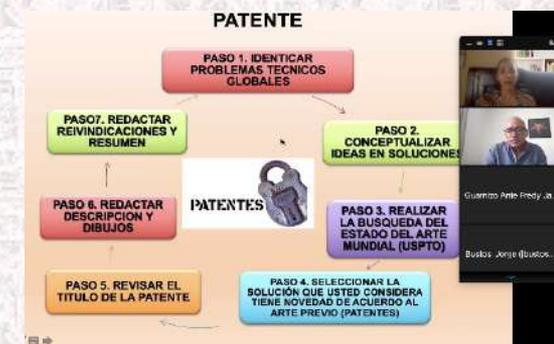 PATENTE
PASO 1. IDENTICAR
PROBLEMAS TECNICOS
GLOBALES
PASO 2.
CONCEPTUALIZAR
IDEAS EN SOLUCIONES
PASO 3. REALIZAR
LA BUSQUEDA DEL
ESTADO DEL ARTE
MUNDIAL (USPTO)
PASO 4. SELECCIONAR LA
SOLUCIÓN QUE USTED CONSIDERA
TIENE NOVEDAD DE ACUERDO AL
ARTE PREVIO (PATENTES)
PASO 5. REVISAR EL
TITULO DE LA PATENTE
PASO 6. REDACTAR
DESCRIPCION Y
DIBUJOS
PASO7. REDACTAR
REIVINDICACIONES Y
RESUMEN
PATENTES
Guarnizo Ante Fredy Ja...
Bustos Jorge (jbustos...